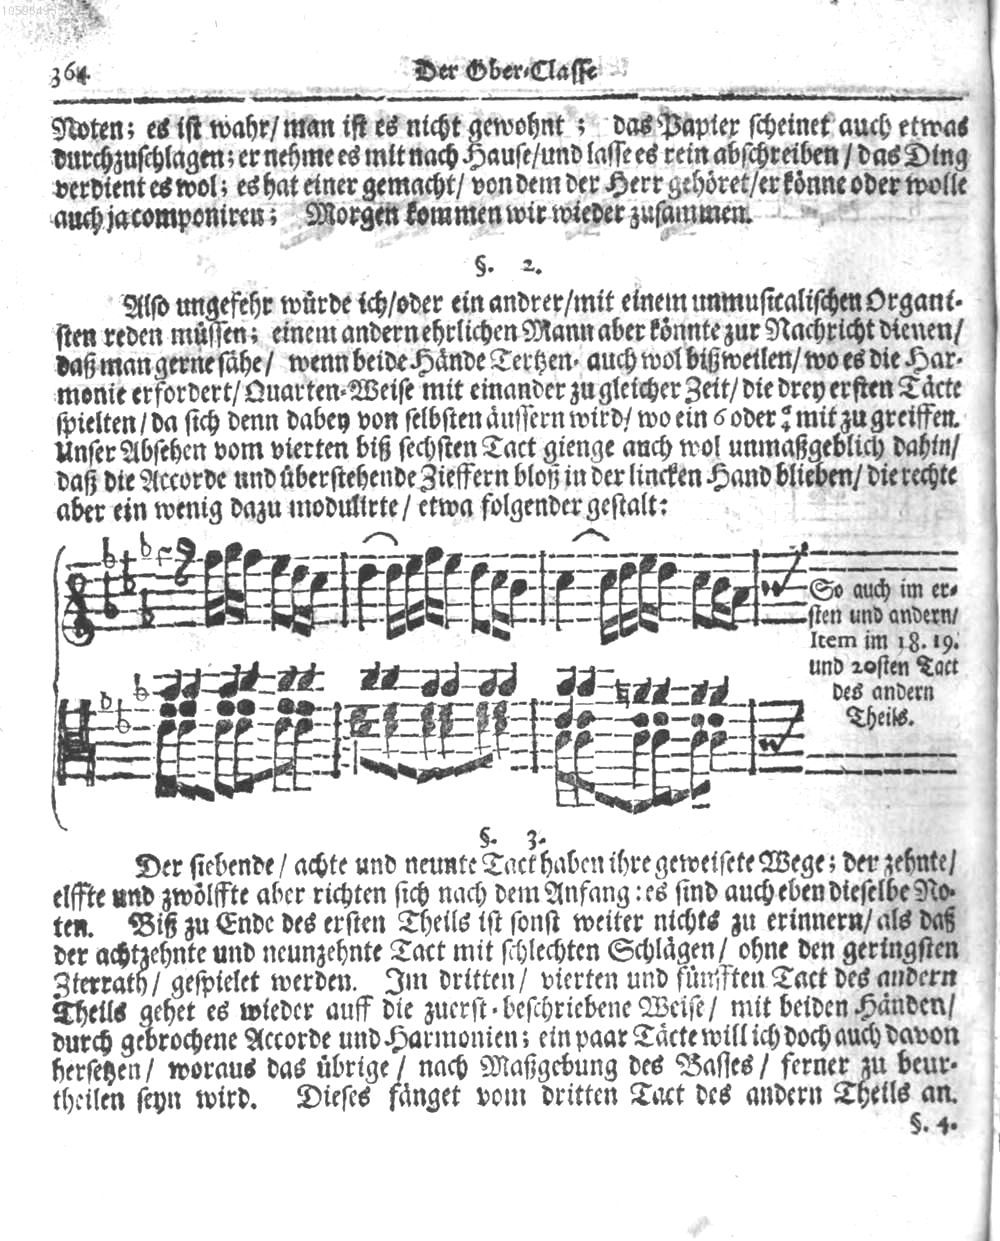 364
Der Ober-Classe
Noten; es ist wahr/ man ist es nicht gewohnt; das Papier scheinet auch etwas
durchzuschlagen; er nehme es mit nach Hause/ und lasse es rein abschreiben / das Ding
verdient es wol; es hat einer gemacht/ von dem der Herr gehöret/ er könne oder wolle
auch ja componiren; Morgen kommen wir wieder zusammen.
§. 2.
Also ungefehr würde ich/ oder ein andrer/ mit einem unmusicalischen Organi-
sten reden müssen; einem andern ehrlichen Mann aber könnte zur Nachricht dienen/
daß man gerne sähe/ wenn beide Hände Tertzen- auch wol bißweilen/ wo es die Har-
monie erfordert/ Quarten-Weise mit einander zu gleicher Zeit/ die drey ersten Täcte
spielten/ da sich denn dabey von selbsten äussern wird/ wo ein 6 oder mit zu greiffen.
Unser Absehen vom vierten biß sechsten Tact gienge auch wol unmaßgeblich dahin/
daß die Accorde und überstehende Zieffern bloß in der lincken Hand blieben/ die rechte
aber ein wenig dazu modulirte/ etwa folgender gestalt:
So auch im er-
sten und andern/
Item im 18. 19.
und 20sten Tact
des andern
Theils.
§. 3.
Der siebende/ achte und neunte Tact haben ihre geweisete Wege; der zehnte/
elffte und zwölffte aber richten sich nach dem Anfang: es sind auch eben dieselbe No-
ten. Biß zu Ende des ersten Theils ist sonst weiter nichts zu erinnern/ als daß
der achtzehnte und neunzehnte Tact mit schlechten Schlägen/ ohne den geringsten
Zierrath/ gespielet werden. Im dritten/ vierten und fünfften Tact des andern
Theils gehet es wieder auff die zuerst-beschriebene Weise/ mit beiden Händen/
durch gebrochene Accorde und Harmonien; ein paar Täcte will ich doch auch davon
hersetzen/ woraus das übrige / nach Maßgebung des Basses / ferner zu beur-
theilen seyn wird. Dieses fänget vom dritten Tact des andern Theils an.
§. 4.